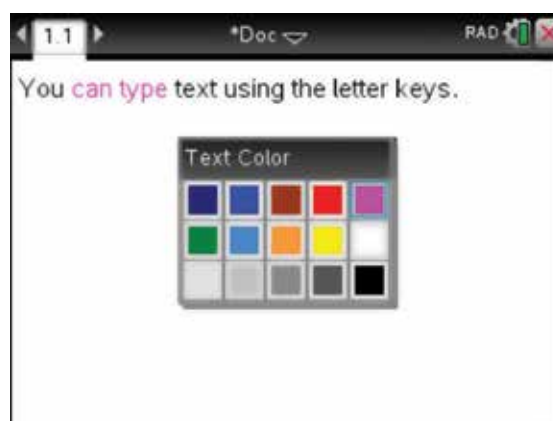 1.1 *Doc RAD
You can type text using the letter keys.
Text Color